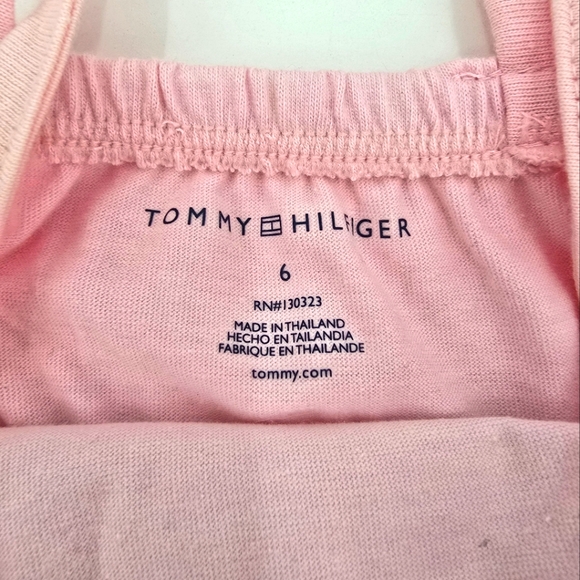 TOMMY HILFIGER
6
RN#130323
MADE IN THAILAND
HECHO EN TAILANDIA
FABRIQUE EN THAILANDE
tommy.com